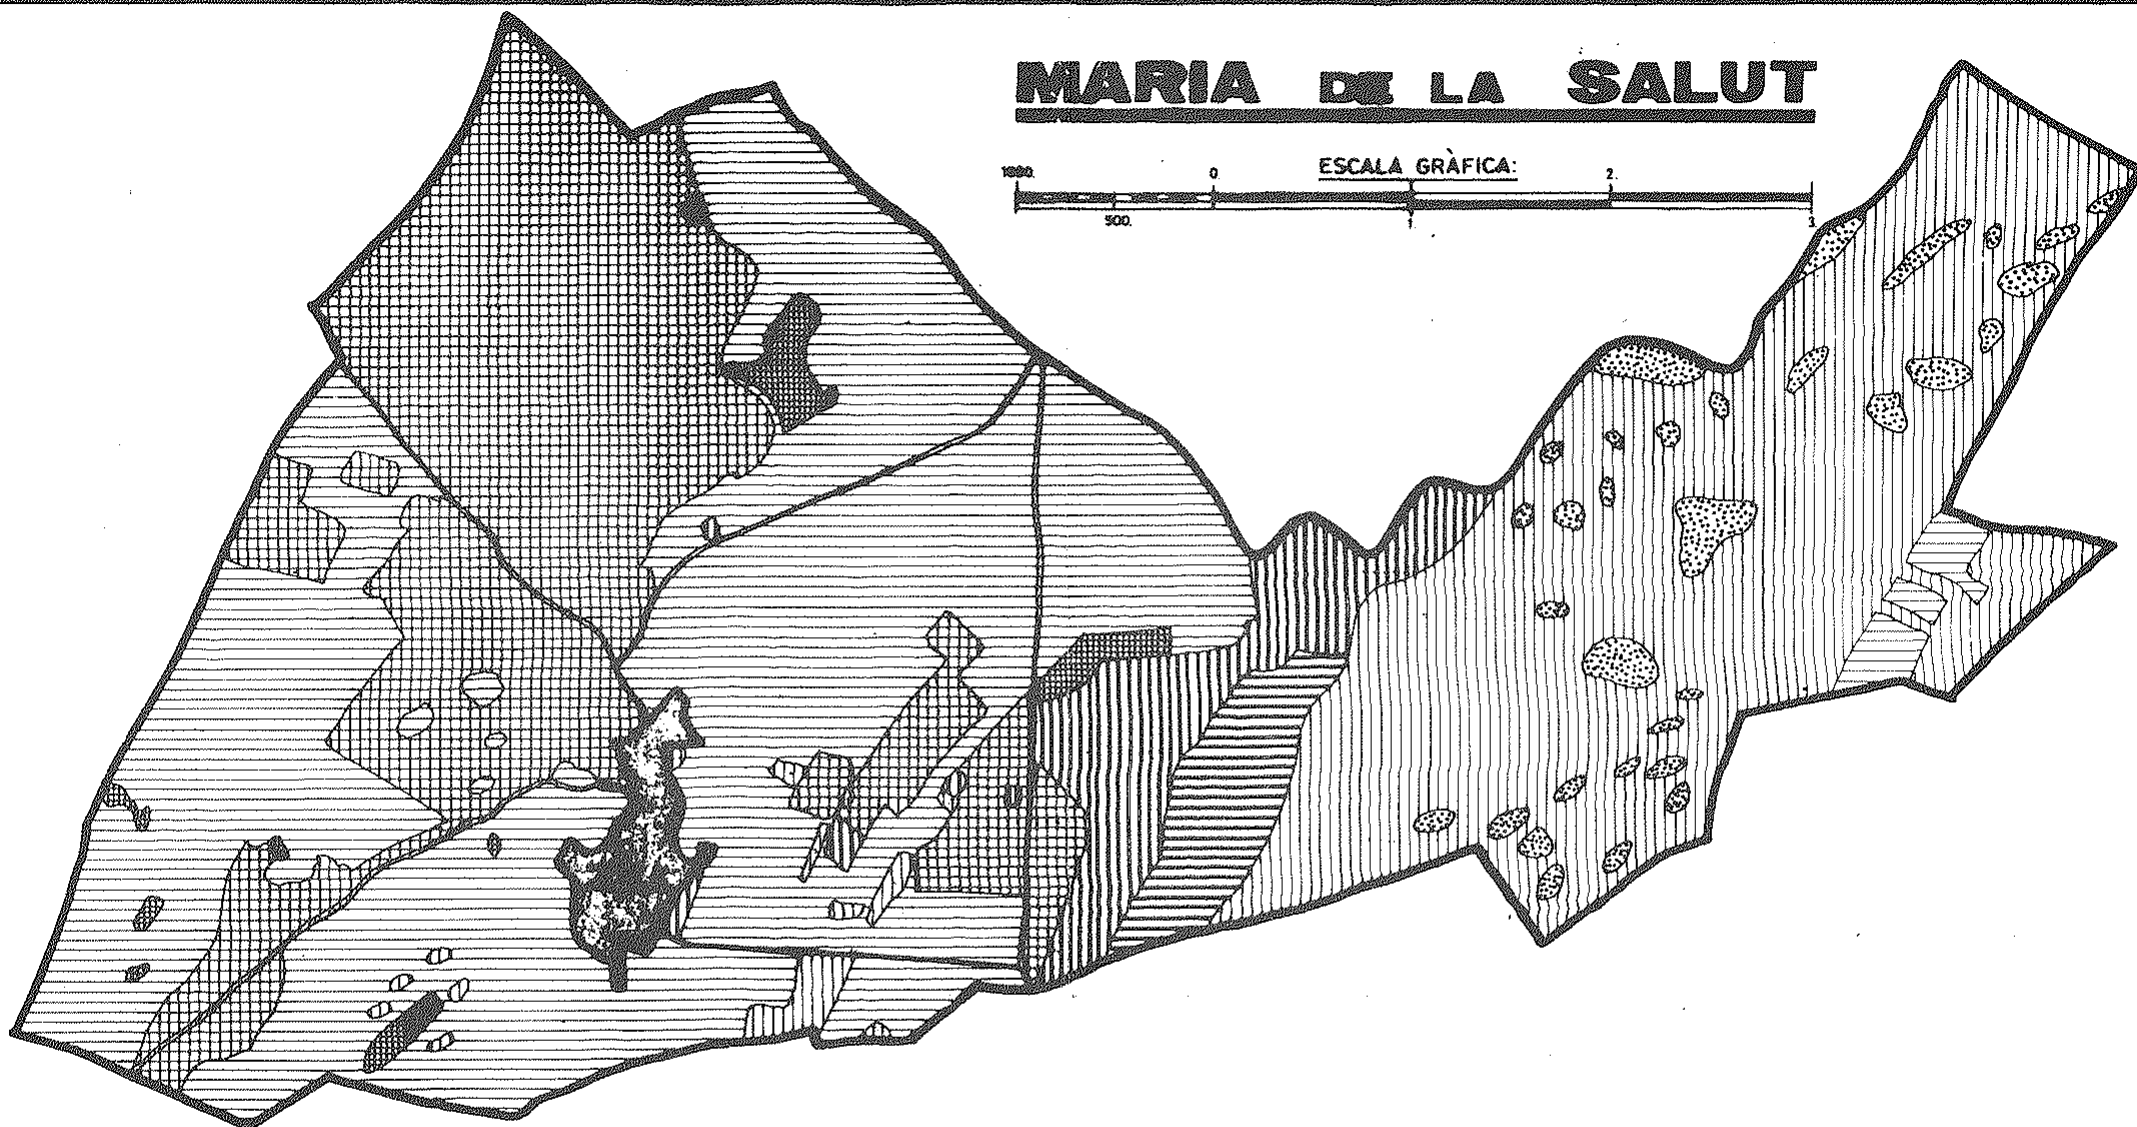 MARIA DE LA SALUT
ESCALA GRÀFICA:
1000. 0. 2.
500. 1. 3.